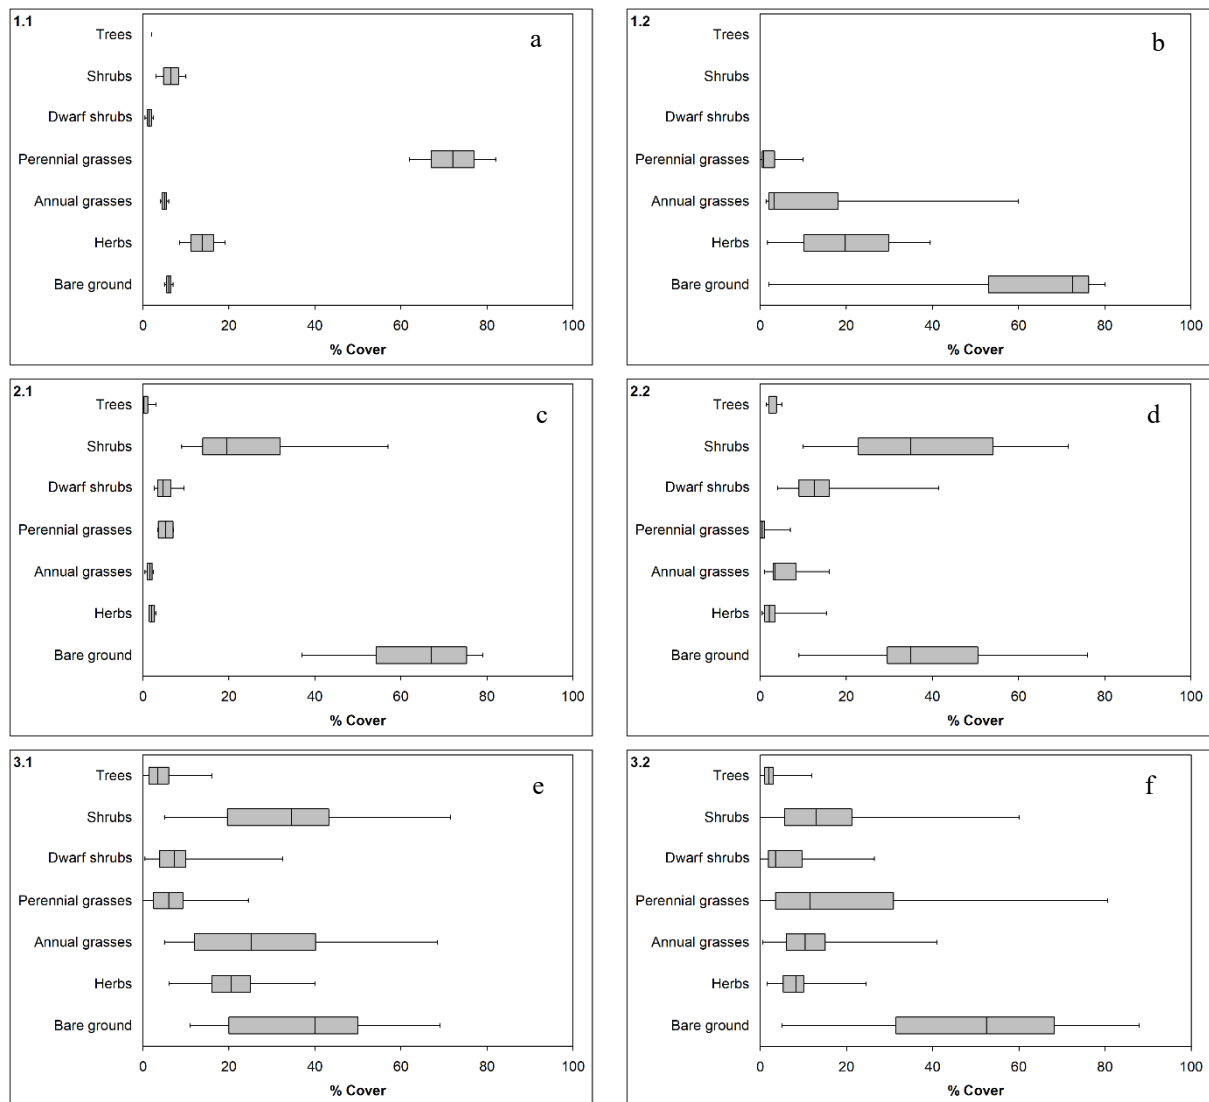 1.1
a
Trees
Shrubs
Dwarf shrubs
Perennial grasses
Annual grasses
Herbs
Bare ground
0 20 40 60 80 100
% Cover
1.2
b
Trees
Shrubs
Dwarf shrubs
Perennial grasses
Annual grasses
Herbs
Bare ground
0 20 40 60 80 100
% Cover
2.1
c
Trees
Shrubs
Dwarf shrubs
Perennial grasses
Annual grasses
Herbs
Bare ground
0 20 40 60 80 100
% Cover
2.2
d
Trees
Shrubs
Dwarf shrubs
Perennial grasses
Annual grasses
Herbs
Bare ground
0 20 40 60 80 100
% Cover
3.1
Trees
e
Shrubs
Dwarf shrubs
Perennial grasses
Annual grasses
Herbs
Bare ground
0 20 40 60 80 100
% Cover
3.2
Trees
f
Shrubs
Dwarf shrubs
Perennial grasses
Annual grasses
Herbs
Bare ground
0 20 40 60 80 100
% Cover